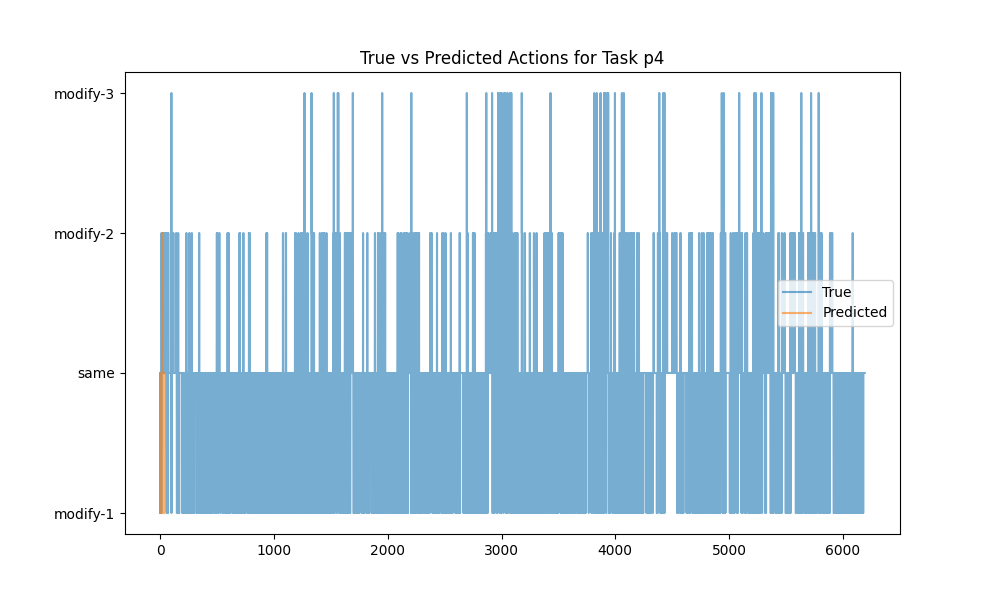 True vs Predicted Actions for Task p4
modify-3
modify-2
same
modify-1
True
Predicted
0 1000 2000 3000 4000 5000 6000